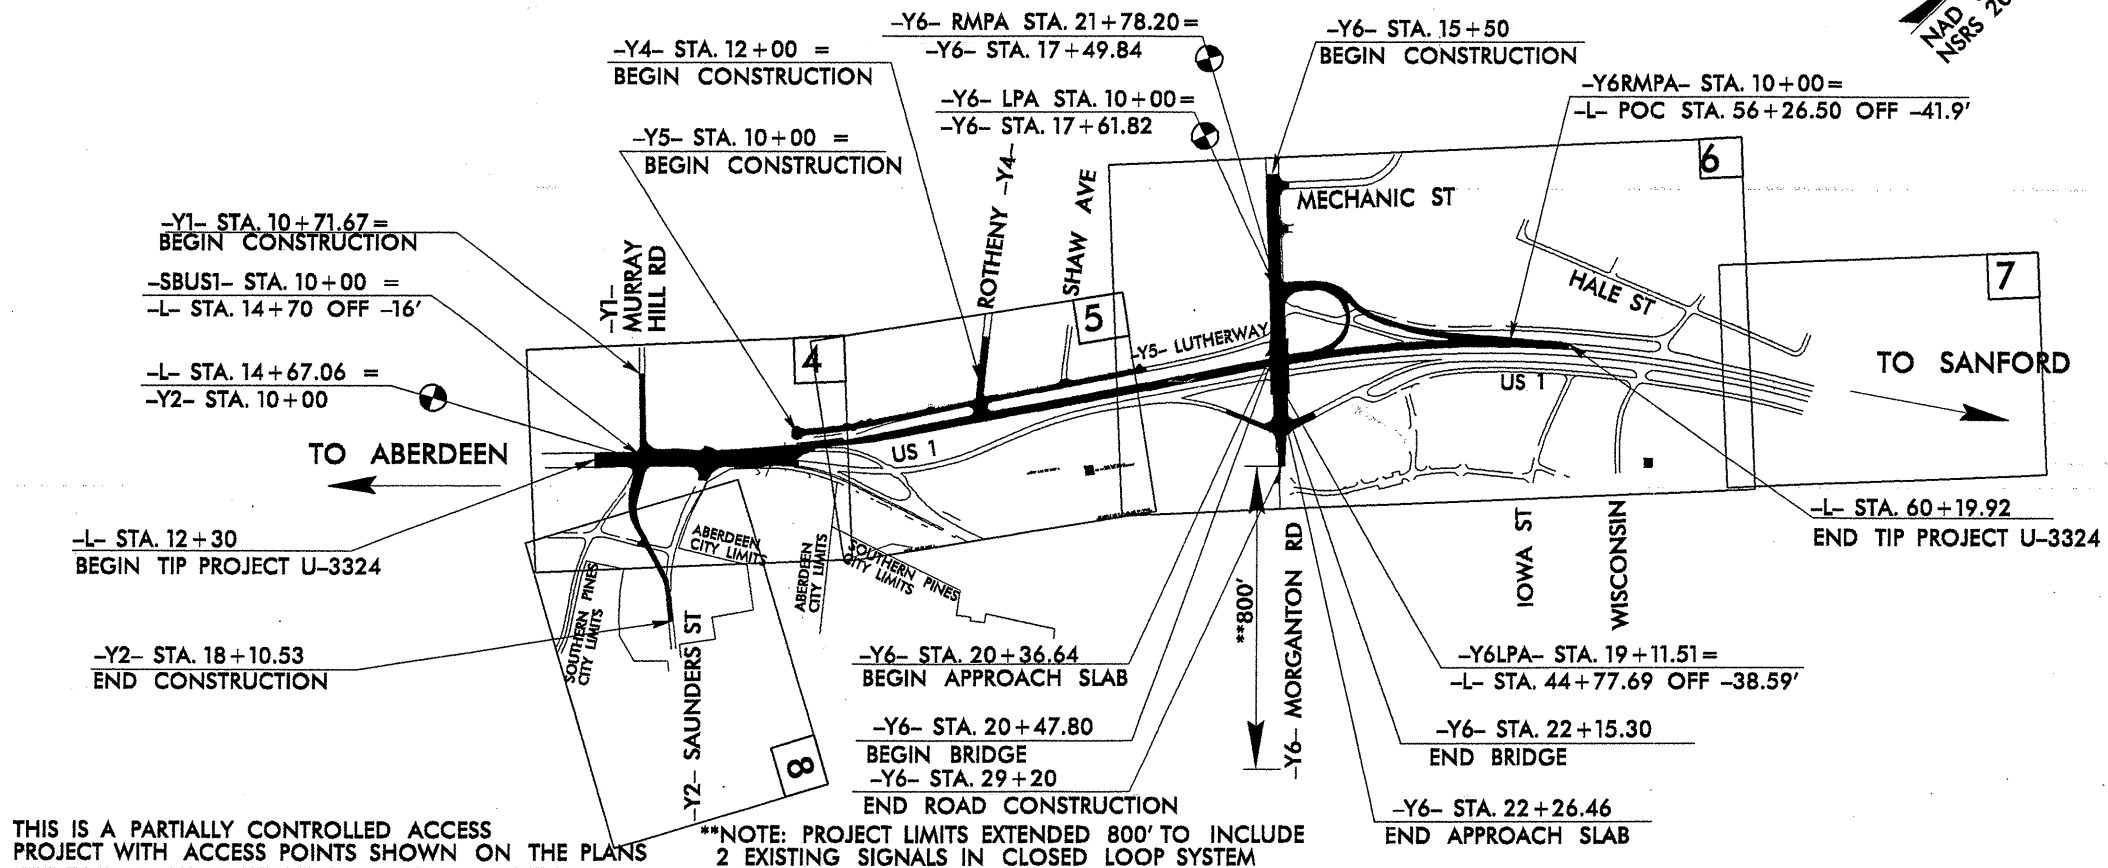 –Y6– RMPA STA. 21+78.20=
–Y6– STA. 17+49.84
–Y6– STA. 15+50
BEGIN CONSTRUCTION
NAD
NSRS
–Y4– STA. 12+00 =
BEGIN CONSTRUCTION
–Y6RMPA– STA. 10+00=
–L– POC STA. 56+26.50 OFF –41.9'
–Y6– LPA STA. 10+00=
–Y6– STA. 17+61.82
–Y5– STA. 10+00 =
BEGIN CONSTRUCTION
ROTHENY –Y4–
SHAW AVE
6
MECHANIC ST
–Y1– STA. 10+71.67=
BEGIN CONSTRUCTION
–Y1–
MURRAY
HILL RD
–SBUS1– STA. 10+00 =
–L– STA. 14+70 OFF –16'
HALE ST
7
5
–Y5– LUTHERWAY
4
–L– STA. 14+67.06 =
–Y2– STA. 10+00
TO SANFORD
US 1
TO ABERDEEN
US 1
–L– STA. 12+30
BEGIN TIP PROJECT U–3324
–L– STA. 60+19.92
END TIP PROJECT U–3324
ABERDEEN
CITY LIMITS
ABERDEEN
CITY LIMITS
SOUTHERN PINES
CITY LIMITS
SOUTHERN PINES
CITY LIMITS
IOWA ST
WISCONSIN
**800'
–Y6– MORGANTON RD
–Y2– STA. 18+10.53
END CONSTRUCTION
–Y2– SAUNDERS ST
8
–Y6– STA. 20+36.64
BEGIN APPROACH SLAB
–Y6LPA– STA. 19+11.51=
–L– STA. 44+77.69 OFF –38.59'
–Y6– STA. 20+47.80
BEGIN BRIDGE
–Y6– STA. 22+15.30
END BRIDGE
–Y6– STA. 29+20
END ROAD CONSTRUCTION
–Y6– STA. 22+26.46
END APPROACH SLAB
THIS IS A PARTIALLY CONTROLLED ACCESS
PROJECT WITH ACCESS POINTS SHOWN ON THE PLANS
**NOTE: PROJECT LIMITS EXTENDED 800' TO INCLUDE
2 EXISTING SIGNALS IN CLOSED LOOP SYSTEM